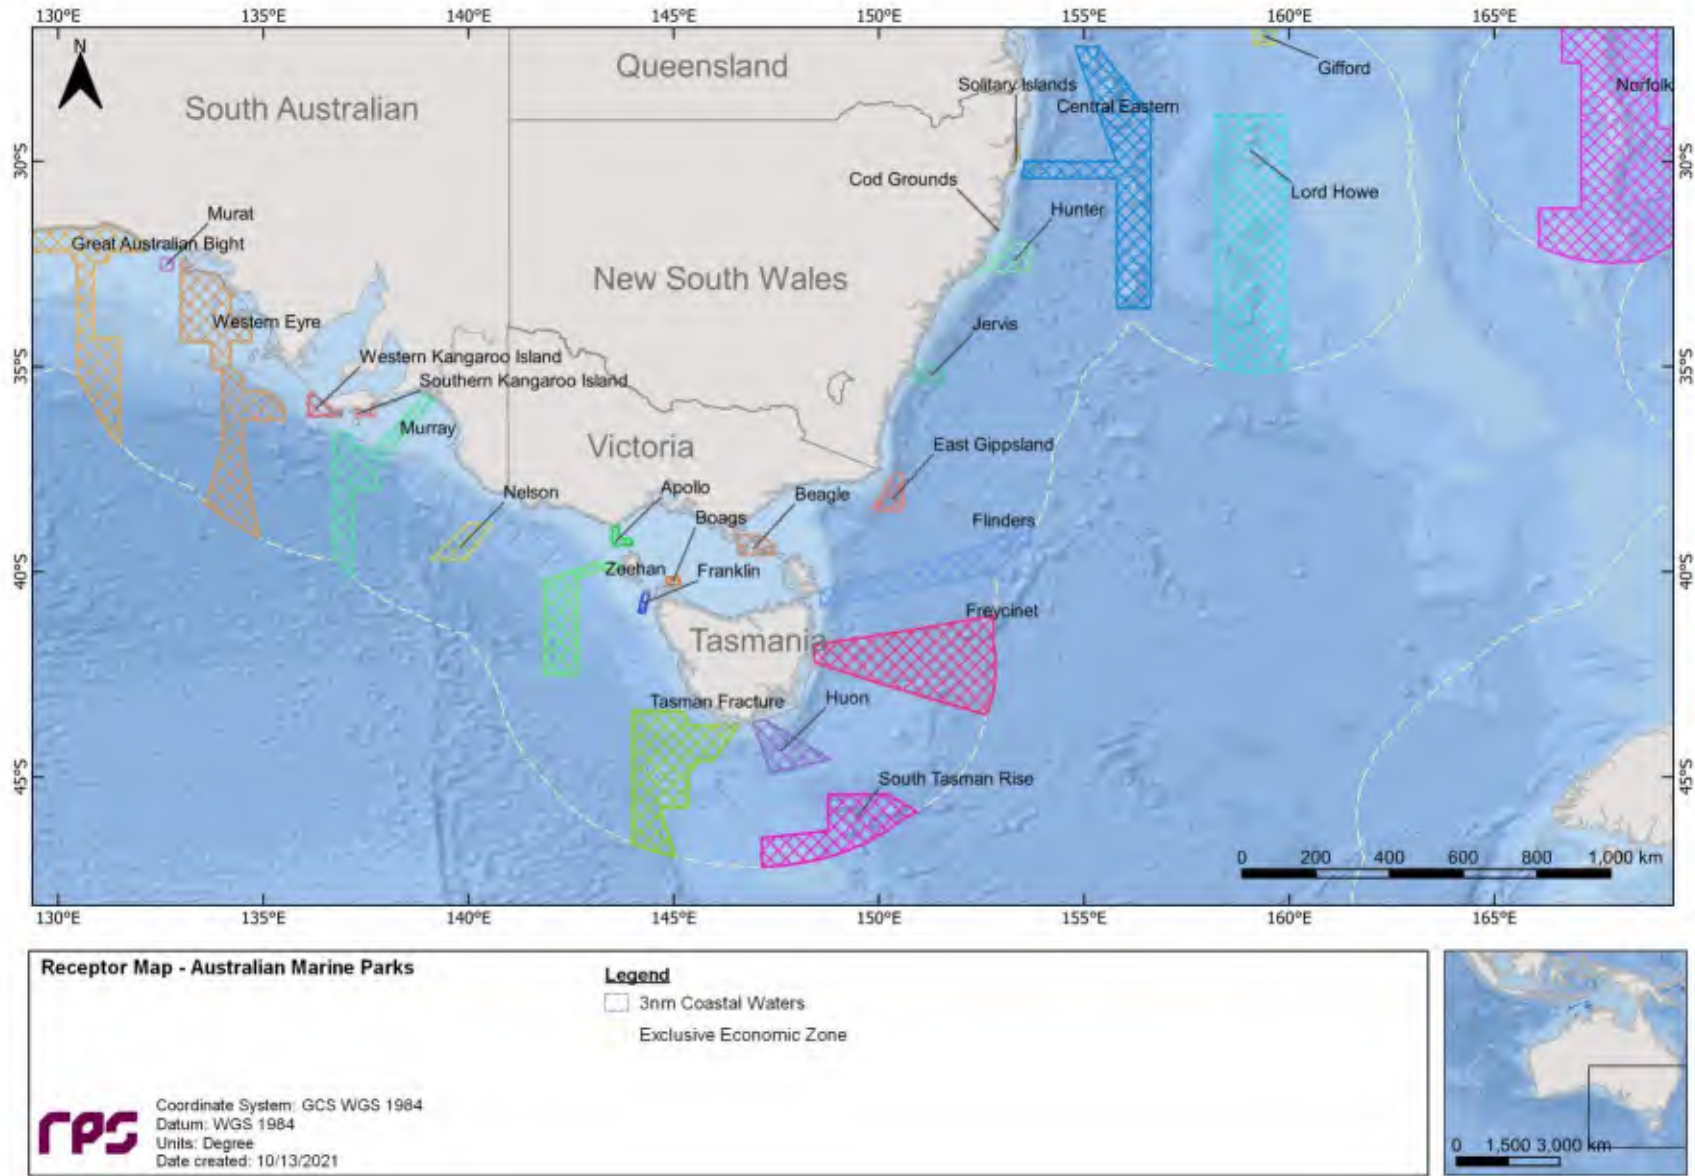 130°E 135°E 140°E 145°E 150°E 155°E 160°E 165°E
N
Queensland
South Australian
Solitary Islands
Gifford
Central Eastern
Norfolk
30°S
30°S
Cod Grounds
Lord Howe
Murat
Hunter
Great Australian Bight
New South Wales
Western Eyre
Jervis
Western Kangaroo Island
35°S
35°S
Southern Kangaroo Island
Murray
Victoria
East Gippsland
Nelson
Apollo
Beagle
Boags
Flinders
40°S
Zeehan
Franklin
40°S
Freycinet
Tasmania
Tasman Fracture
Huon
45°S
South Tasman Rise
45°S
0 200 400 600 800 1,000 km
130°E 135°E 140°E 145°E 150°E 155°E 160°E 165°E
Receptor Map - Australian Marine Parks
Legend
3nm Coastal Waters
Exclusive Economic Zone
rps
Coordinate System: GCS WGS 1984
Datum: WGS 1984
Units: Degree
Date created: 10/13/2021
0 1,500 3,000 km